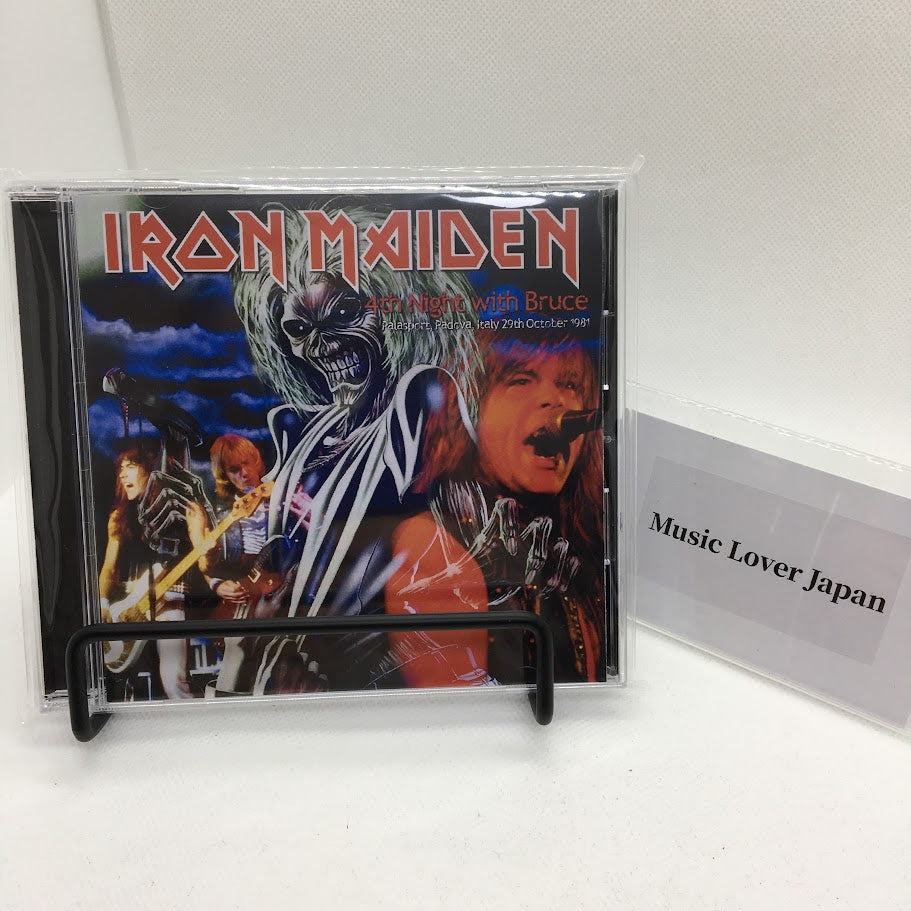 IRON MAIDEN
4th Night with Bruce
Palasport, Padova, Italy 29th October 1981
Music Lover Japan